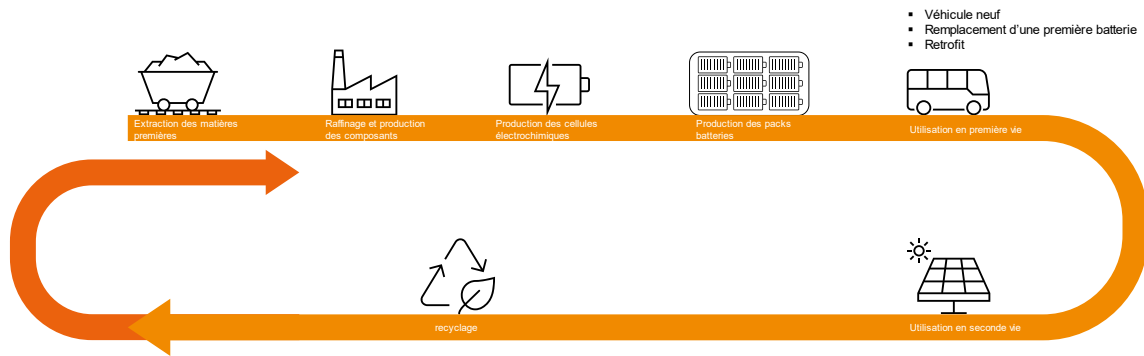 Véhicule neuf
Remplacement d'une première batterie
Retrofit
Extraction des matières
premières
Raffinage et production
des composants
Production des cellules
électrochimiques
Production des packs
batteries
Utilisation en première vie
recyclage
Utilisation en seconde vie